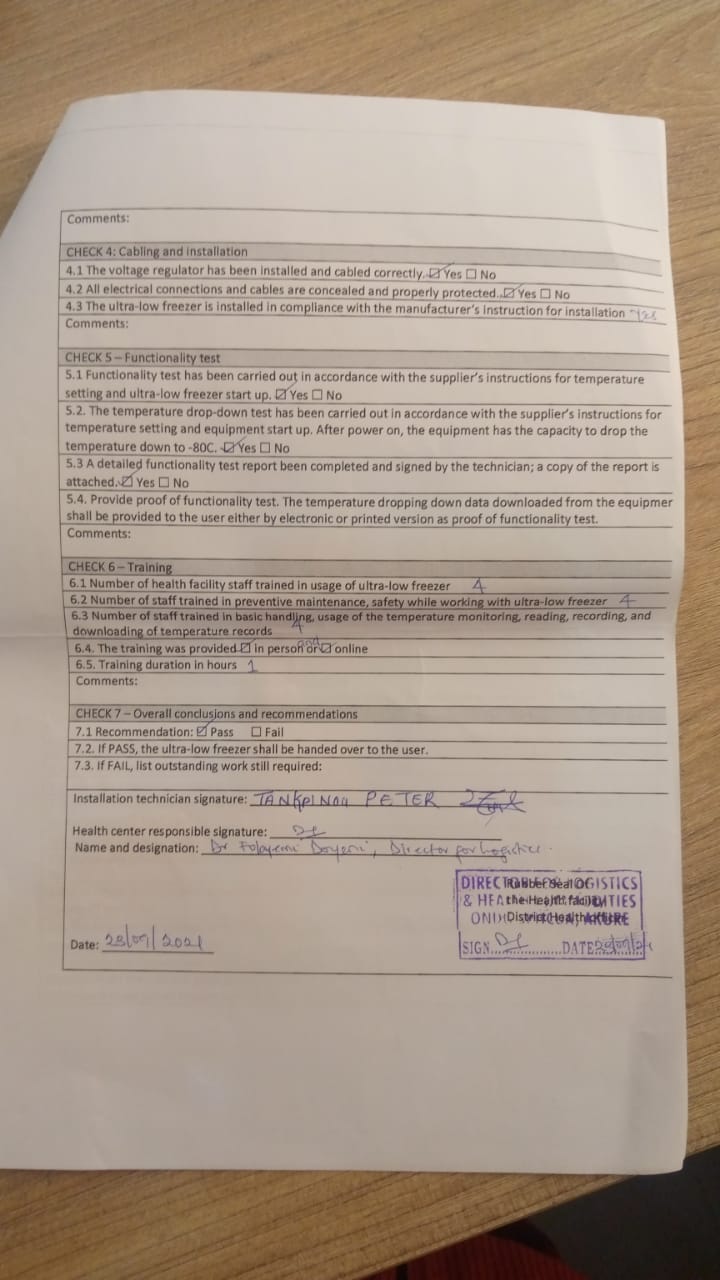 Comments:
CHECK 4: Cabling and installation
4.1 The voltage regulator has been installed and cabled correctly. ☑ Yes ☐ No
4.2 All electrical connections and cables are concealed and properly protected. ☑ Yes ☐ No
4.3 The ultra-low freezer is installed in compliance with the manufacturer's instruction for installation Yes
Comments:
CHECK 5 – Functionality test
5.1 Functionality test has been carried out in accordance with the supplier's instructions for temperature
setting and ultra-low freezer start up. ☑ Yes ☐ No
5.2. The temperature drop-down test has been carried out in accordance with the supplier's instructions for
temperature setting and equipment start up. After power on, the equipment has the capacity to drop the
temperature down to -80C. ☑ Yes ☐ No
5.3 A detailed functionality test report been completed and signed by the technician; a copy of the report is
attached. ☑ Yes ☐ No
5.4. Provide proof of functionality test. The temperature dropping down data downloaded from the equipmer
shall be provided to the user either by electronic or printed version as proof of functionality test.
Comments:
CHECK 6 – Training
6.1 Number of health facility staff trained in usage of ultra-low freezer 4
6.2 Number of staff trained in preventive maintenance, safety while working with ultra-low freezer 4
6.3 Number of staff trained in basic handling, usage of the temperature monitoring, reading, recording, and
downloading of temperature records 4
6.4. The training was provided ☑ in person or and ☑ online
6.5. Training duration in hours 1
Comments:
CHECK 7 – Overall conclusions and recommendations
7.1 Recommendation: ☑ Pass ☐ Fail
7.2. If PASS, the ultra-low freezer shall be handed over to the user.
7.3. If FAIL, list outstanding work still required:
Installation technician signature: TANKPINOU PETER
Health center responsible signature:
Name and designation: Dr Folayemi Doyeni, Director for Logistics.
Rubber Seal of
the Health facility
District Health
DIRECTOR LOGISTICS
& HEALTH FACILITIES
AKURE
SIGN DATE
Date: 28/09/2021